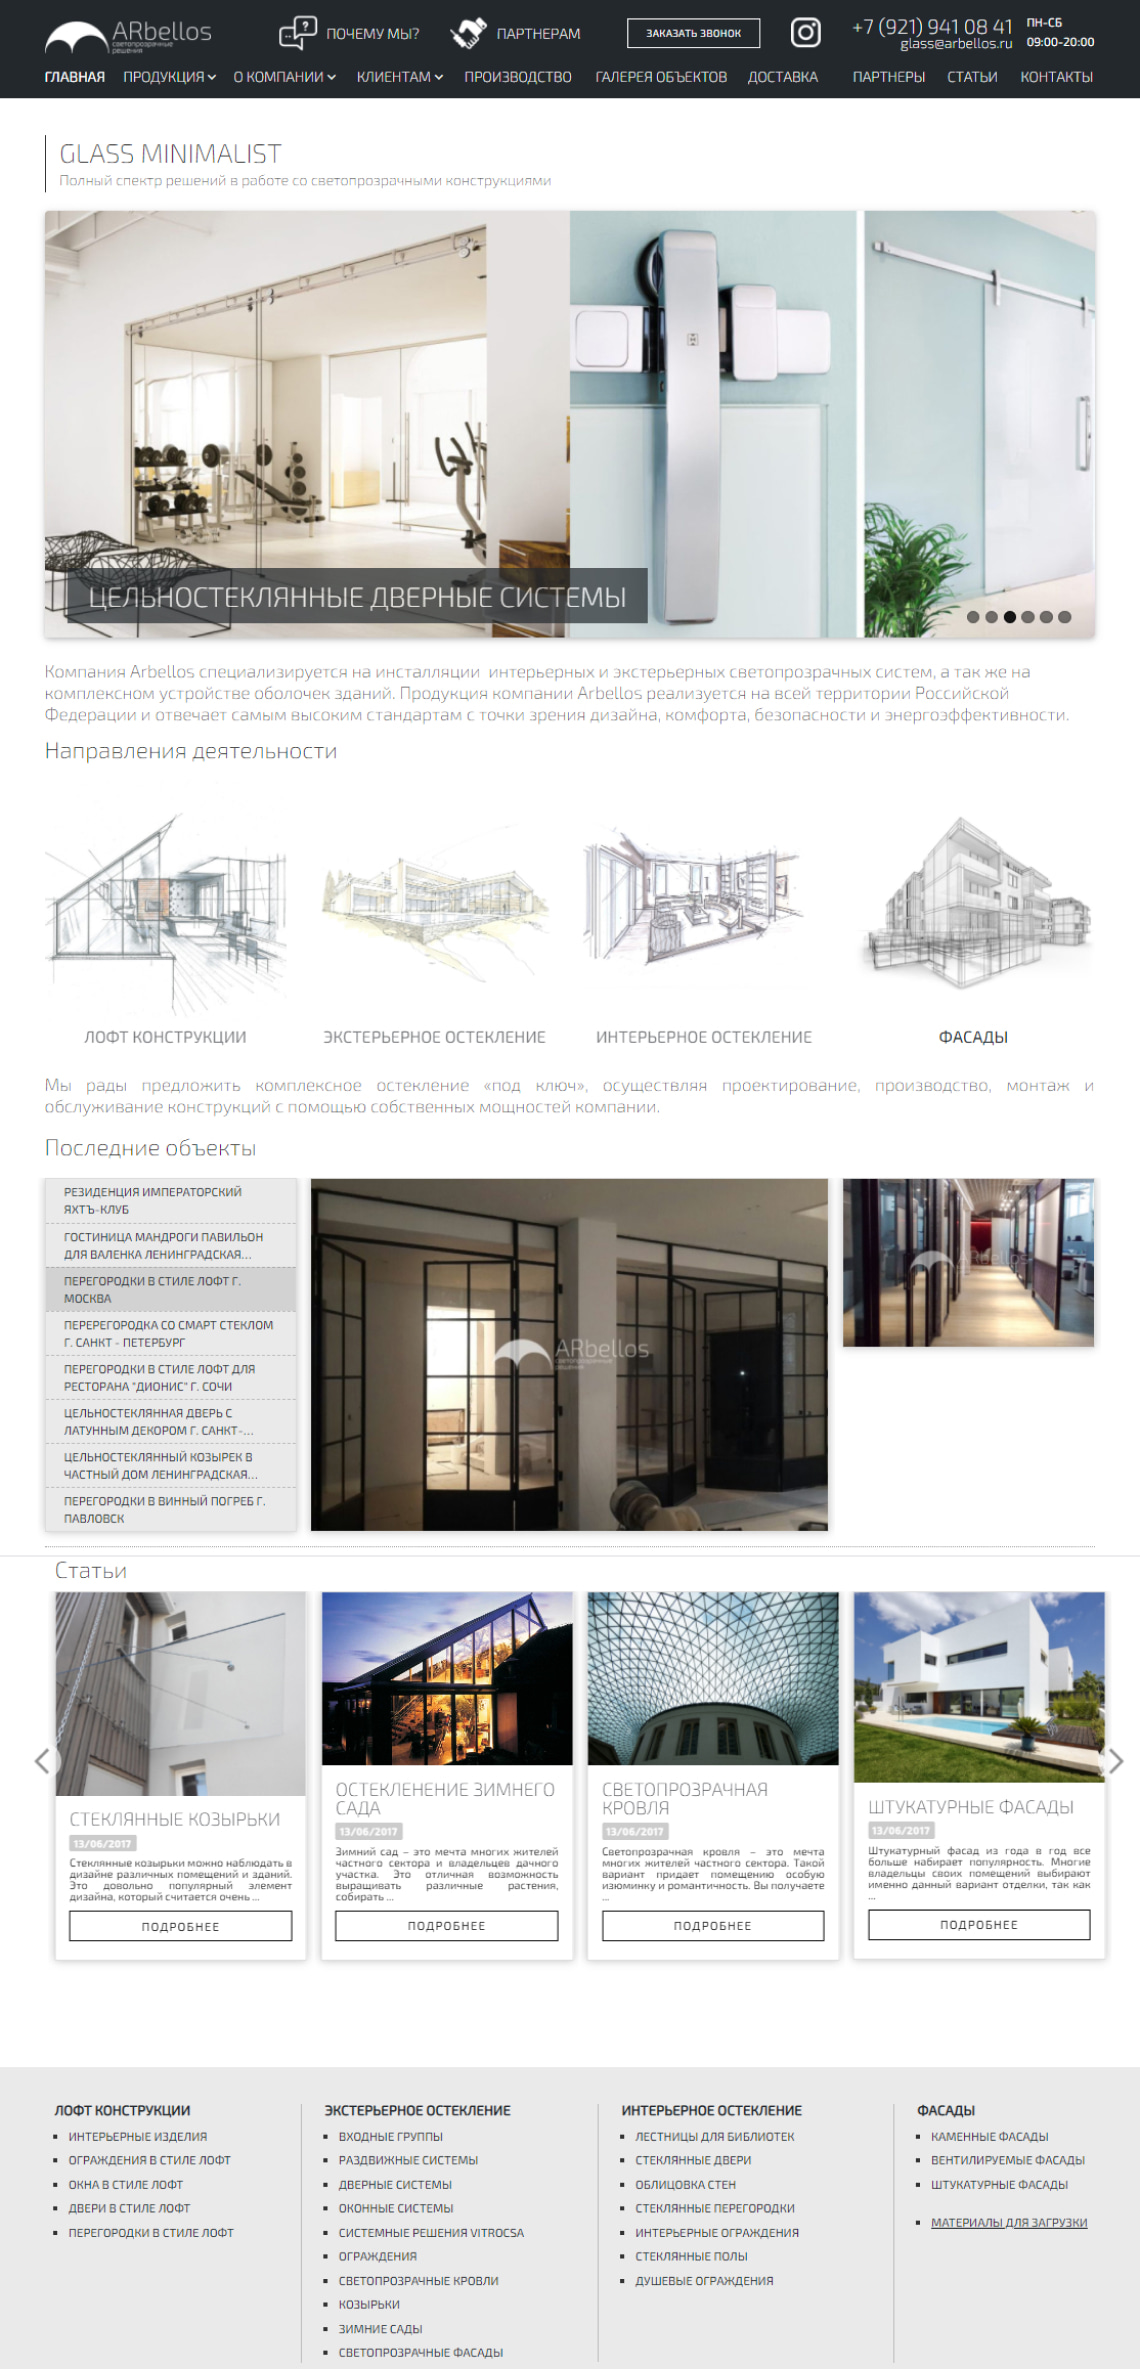 ARbellos
светопрозрачные
решения
ПОЧЕМУ МЫ?
ПАРТНЕРАМ
ЗАКАЗАТЬ ЗВОНОК
+7 (921) 941 08 41
glass@arbellos.ru
ПН-СБ
09:00-20:00
ГЛАВНАЯ ПРОДУКЦИЯ О КОМПАНИИ КЛИЕНТАМ ПРОИЗВОДСТВО ГАЛЕРЕЯ ОБЪЕКТОВ ДОСТАВКА ПАРТНЕРЫ СТАТЬИ КОНТАКТЫ
GLASS MINIMALIST
Полный спектр решений в работе со светопрозрачными конструкциями
ЦЕЛЬНОСТЕКЛЯННЫЕ ДВЕРНЫЕ СИСТЕМЫ
Компания Arbellos специализируется на инсталляции интерьерных и экстерьерных светопрозрачных систем, а так же на
комплексном устройстве оболочек зданий. Продукция компании Arbellos реализуется на всей территории Российской
Федерации и отвечает самым высоким стандартам с точки зрения дизайна, комфорта, безопасности и энергоэффективности.
Направления деятельности
ЛОФТ КОНСТРУКЦИИ
ЭКСТЕРЬЕРНОЕ ОСТЕКЛЕНИЕ
ИНТЕРЬЕРНОЕ ОСТЕКЛЕНИЕ
ФАСАДЫ
Мы рады предложить комплексное остекление «под ключ», осуществляя проектирование, производство, монтаж и
обслуживание конструкций с помощью собственных мощностей компании.
Последние объекты
РЕЗИДЕНЦИЯ ИМПЕРАТОРСКИЙ
ЯХТЪ-КЛУБ
ГОСТИНИЦА МАНДРОГИ ПАВИЛЬОН
ДЛЯ ВАЛЕНКА ЛЕНИНГРАДСКАЯ...
ПЕРЕГОРОДКИ В СТИЛЕ ЛОФТ Г.
МОСКВА
ПЕРЕРЕГОРОДКА СО СМАРТ СТЕКЛОМ
Г. САНКТ - ПЕТЕРБУРГ
ПЕРЕГОРОДКИ В СТИЛЕ ЛОФТ ДЛЯ
РЕСТОРАНА "ДИОНИС" Г. СОЧИ
ЦЕЛЬНОСТЕКЛЯННАЯ ДВЕРЬ С
ЛАТУННЫМ ДЕКОРОМ Г. САНКТ-...
ЦЕЛЬНОСТЕКЛЯННЫЙ КОЗЫРЕК В
ЧАСТНЫЙ ДОМ ЛЕНИНГРАДСКАЯ...
ПЕРЕГОРОДКИ В ВИННЫЙ ПОГРЕБ Г.
ПАВЛОВСК
ARbellos
светопрозрачные
решения
ARbellos
Статьи
СТЕКЛЯННЫЕ КОЗЫРЬКИ
13/06/2017
Стеклянные козырьки можно наблюдать в
дизайне различных помещений и зданий.
Это довольно популярный элемент
дизайна, который считается очень ...
ПОДРОБНЕЕ
ОСТЕКЛЕНЕНИЕ ЗИМНЕГО
САДА
13/06/2017
Зимний сад – это мечта многих жителей
частного сектора и владельцев дачного
участка. Это отличная возможность
выращивать различные растения,
собирать ...
ПОДРОБНЕЕ
СВЕТОПРОЗРАЧНАЯ
КРОВЛЯ
13/06/2017
Светопрозрачная кровля – это мечта
многих жителей частного сектора. Такой
вариант придает помещению особую
изюминку и романтичность. Вы получаете
...
ПОДРОБНЕЕ
ШТУКАТУРНЫЕ ФАСАДЫ
13/06/2017
Штукатурный фасад из года в год все
больше набирает популярность. Многие
владельцы своих помещений выбирают
именно данный вариант отделки, так как
...
ПОДРОБНЕЕ
ЛОФТ КОНСТРУКЦИИ
ИНТЕРЬЕРНЫЕ ИЗДЕЛИЯ
ОГРАЖДЕНИЯ В СТИЛЕ ЛОФТ
ОКНА В СТИЛЕ ЛОФТ
ДВЕРИ В СТИЛЕ ЛОФТ
ПЕРЕГОРОДКИ В СТИЛЕ ЛОФТ
ЭКСТЕРЬЕРНОЕ ОСТЕКЛЕНИЕ
ВХОДНЫЕ ГРУППЫ
РАЗДВИЖНЫЕ СИСТЕМЫ
ДВЕРНЫЕ СИСТЕМЫ
ОКОННЫЕ СИСТЕМЫ
СИСТЕМНЫЕ РЕШЕНИЯ VITROCSA
ОГРАЖДЕНИЯ
СВЕТОПРОЗРАЧНЫЕ КРОВЛИ
КОЗЫРЬКИ
ЗИМНИЕ САДЫ
СВЕТОПРОЗРАЧНЫЕ ФАСАДЫ
ИНТЕРЬЕРНОЕ ОСТЕКЛЕНИЕ
ЛЕСТНИЦЫ ДЛЯ БИБЛИОТЕК
СТЕКЛЯННЫЕ ДВЕРИ
ОБЛИЦОВКА СТЕН
СТЕКЛЯННЫЕ ПЕРЕГОРОДКИ
ИНТЕРЬЕРНЫЕ ОГРАЖДЕНИЯ
СТЕКЛЯННЫЕ ПОЛЫ
ДУШЕВЫЕ ОГРАЖДЕНИЯ
ФАСАДЫ
КАМЕННЫЕ ФАСАДЫ
ВЕНТИЛИРУЕМЫЕ ФАСАДЫ
ШТУКАТУРНЫЕ ФАСАДЫ
МАТЕРИАЛЫ ДЛЯ ЗАГРУЗКИ